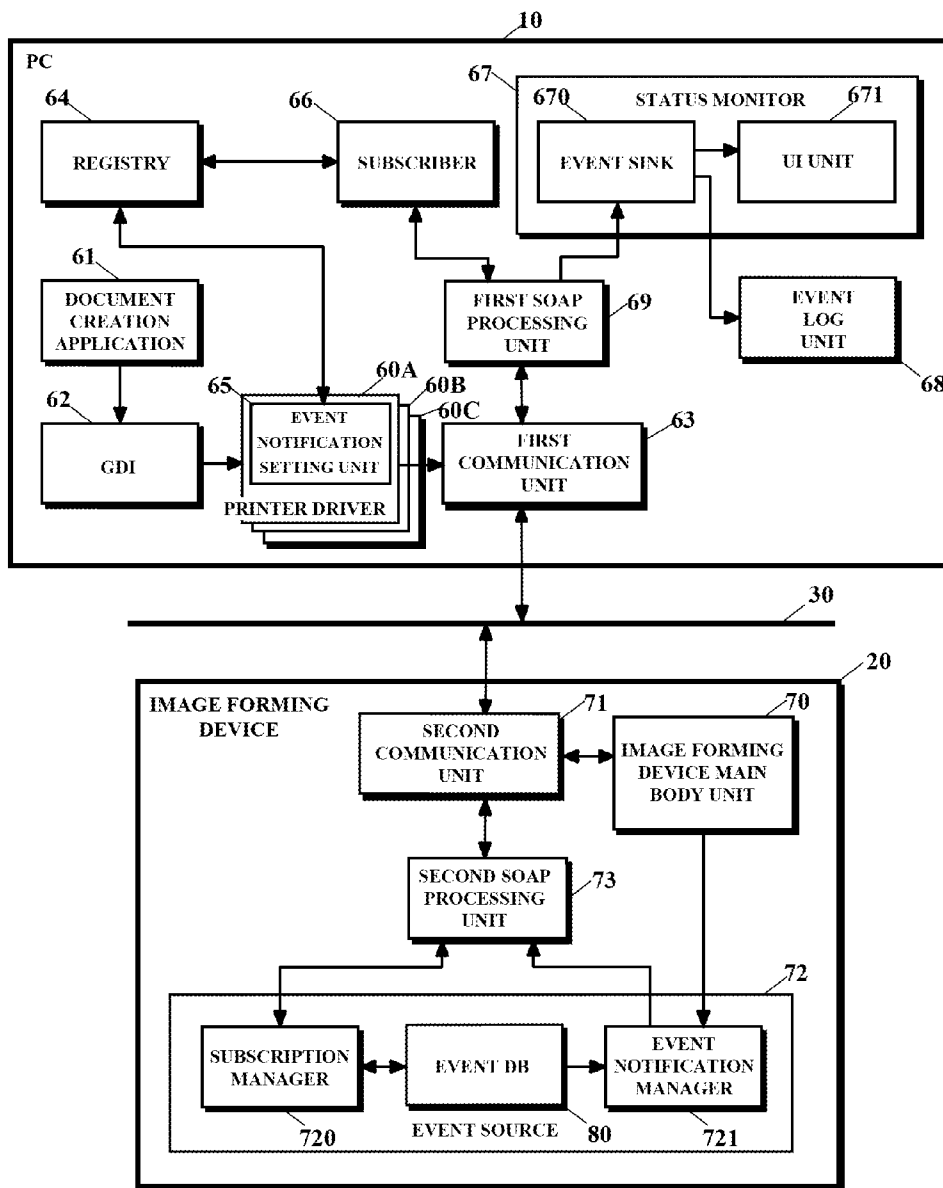 10
PC
67
64
66
670
STATUS MONITOR
671
REGISTRY
SUBSCRIBER
EVENT SINK
UI UNIT
61
DOCUMENT
CREATION
APPLICATION
FIRST SOAP
PROCESSING
UNIT
69
EVENT
LOG
UNIT
68
62
65
60A
60B
60C
63
GDI
EVENT
NOTIFICATION
SETTING UNIT
PRINTER DRIVER
FIRST
COMMUNICATION
UNIT
30
20
IMAGE FORMING
DEVICE
71
70
SECOND
COMMUNICATION
UNIT
IMAGE FORMING
DEVICE MAIN
BODY UNIT
SECOND SOAP
PROCESSING
UNIT
73
72
SUBSCRIPTION
MANAGER
EVENT DB
EVENT
NOTIFICATION
MANAGER
720
EVENT SOURCE
80
721